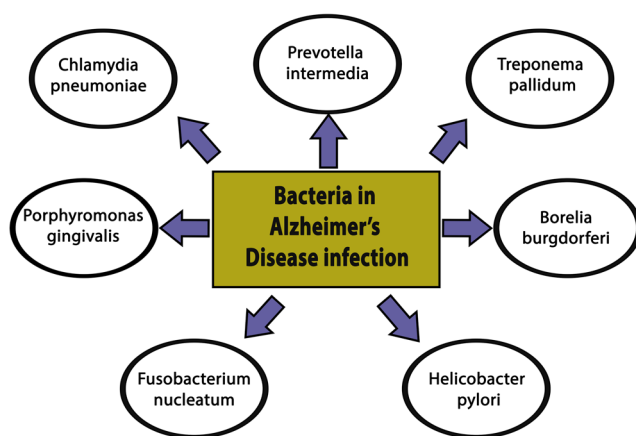 Prevotella
intermedia
Chlamydia
pneumoniae
Treponema
pallidum
Bacteria in
Alzheimer's
Disease infection
Porphyromonas
gingivalis
Borelia
burgdorferi
Fusobacterium
nucleatum
Helicobacter
pylori